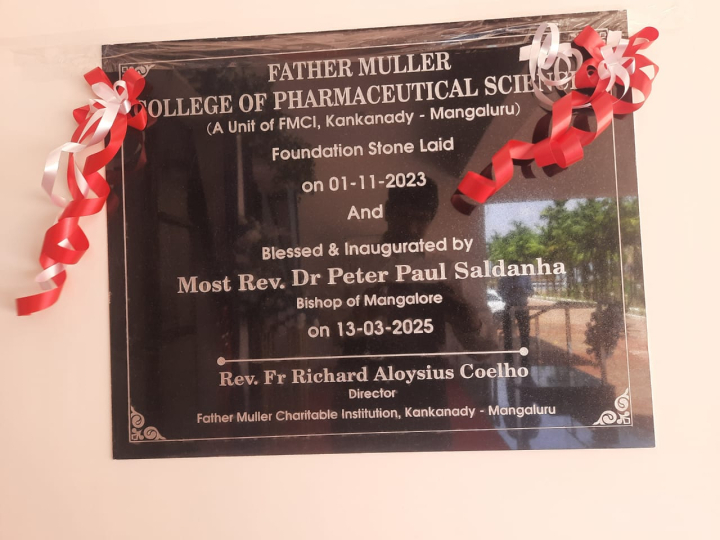 FATHER MULLER
COLLEGE OF PHARMACEUTICAL SCIENC
(A Unit of FMCI, Kankanady - Mangaluru)
Foundation Stone Laid
on 01-11-2023
And
Blessed & Inaugurated by
Most Rev. Dr Peter Paul Saldanha
Bishop of Mangalore
on 13-03-2025
Rev. Fr Richard Aloysius Coelho
Director
Father Muller Charitable Institution, Kankanady - Mangaluru